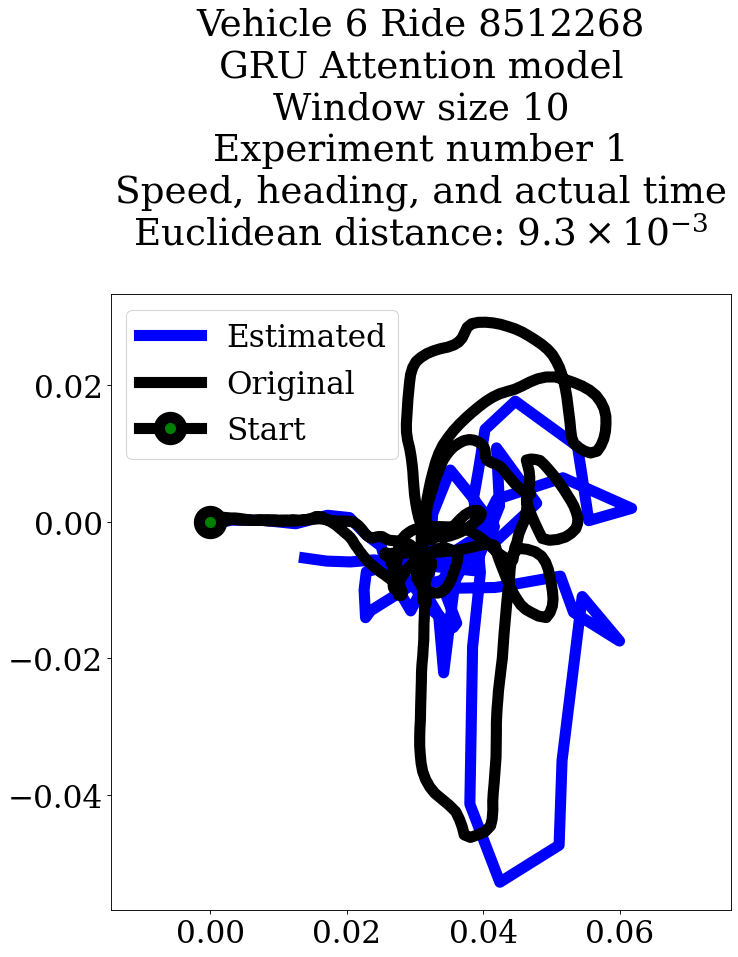 Vehicle 6 Ride 8512268
GRU Attention model
Window size 10
Experiment number 1
Speed, heading, and actual time
Euclidean distance: 9.3 × 10⁻³
Estimated
Original
Start
0.02
0.00
−0.02
−0.04
0.00 0.02 0.04 0.06